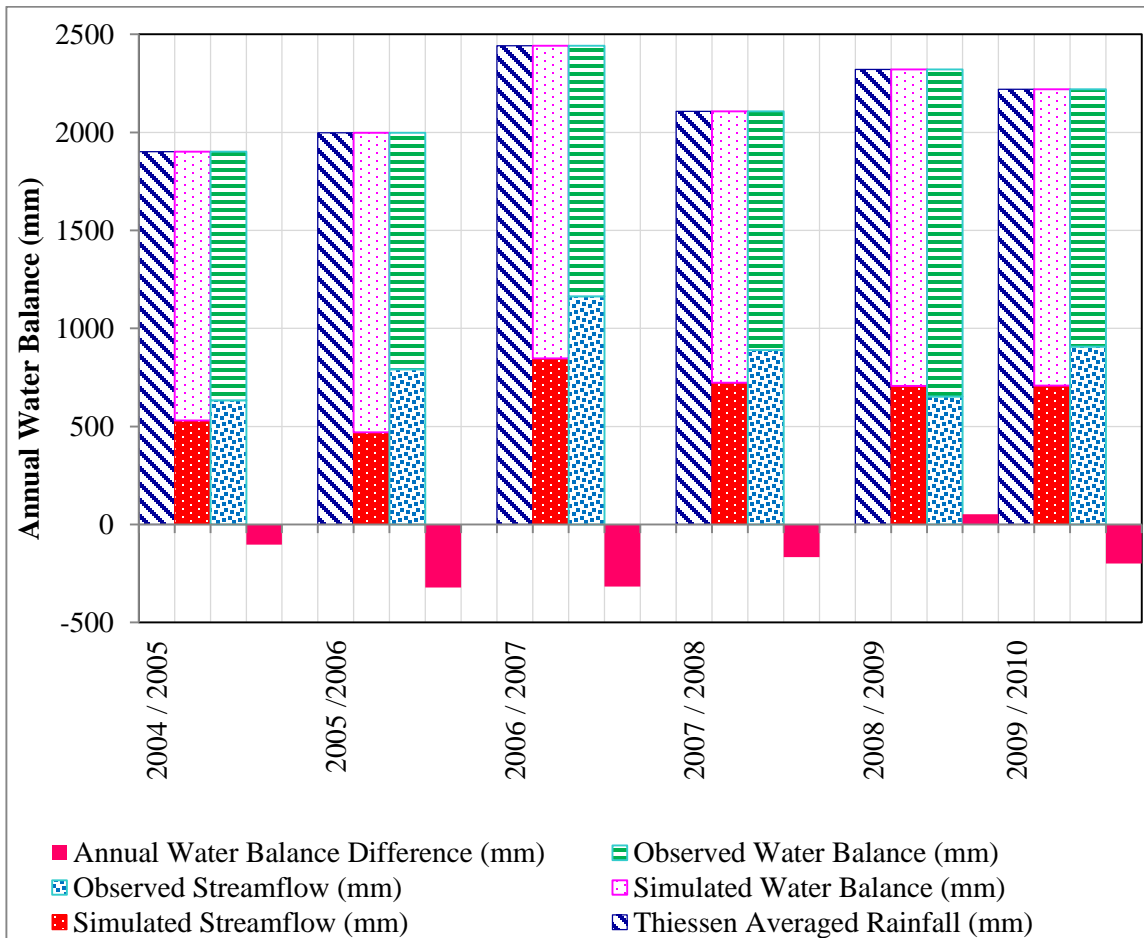 Annual Water Balance (mm)
2500
2000
1500
1000
500
0
-500
2004 / 2005
2005 /2006
2006 / 2007
2007 / 2008
2008 / 2009
2009 / 2010
Annual Water Balance Difference (mm)
Observed Water Balance (mm)
Observed Streamflow (mm)
Simulated Water Balance (mm)
Simulated Streamflow (mm)
Thiessen Averaged Rainfall (mm)